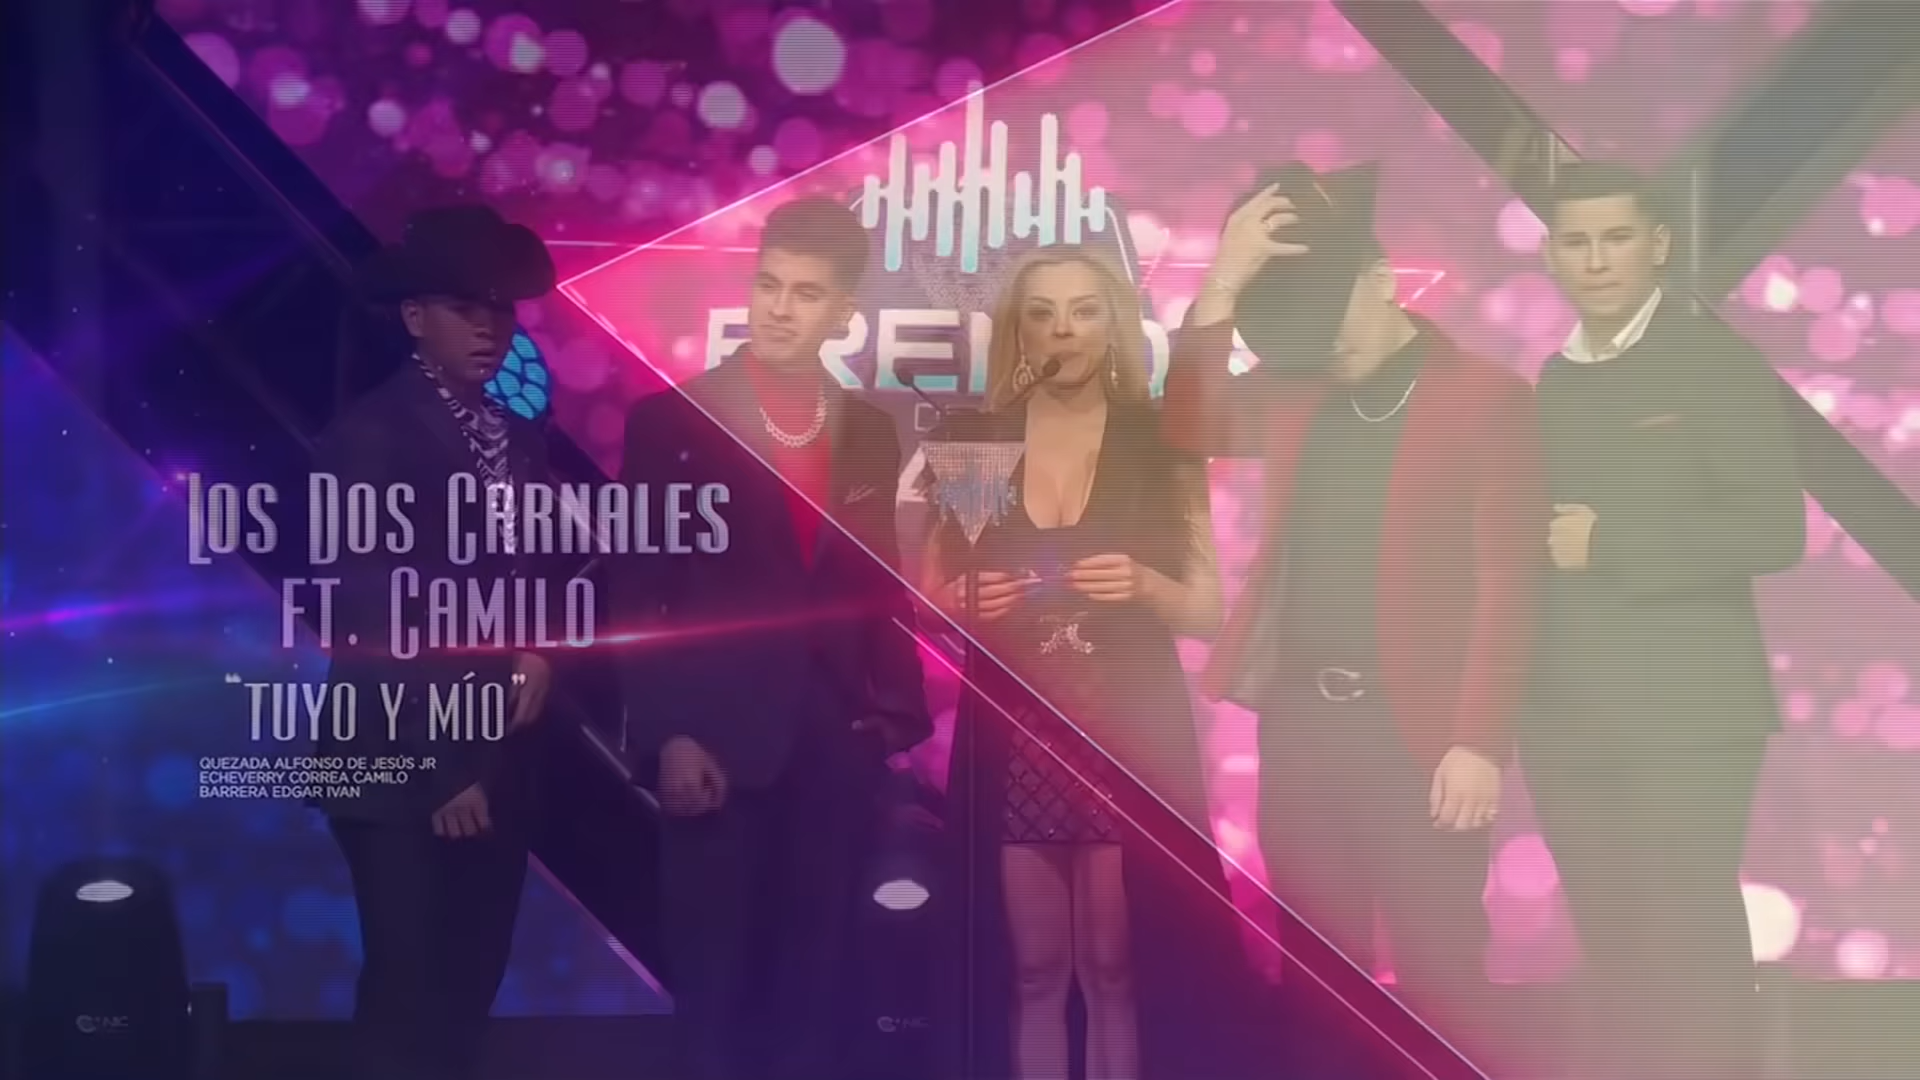 LOS DOS CARNALES
FT. CAMILO
"TUYO Y MÍO"
QUEZADA ALFONSO DE JESÚS JR
ECHEVERRY CORREA CAMILO
BARRERA EDGAR IVAN